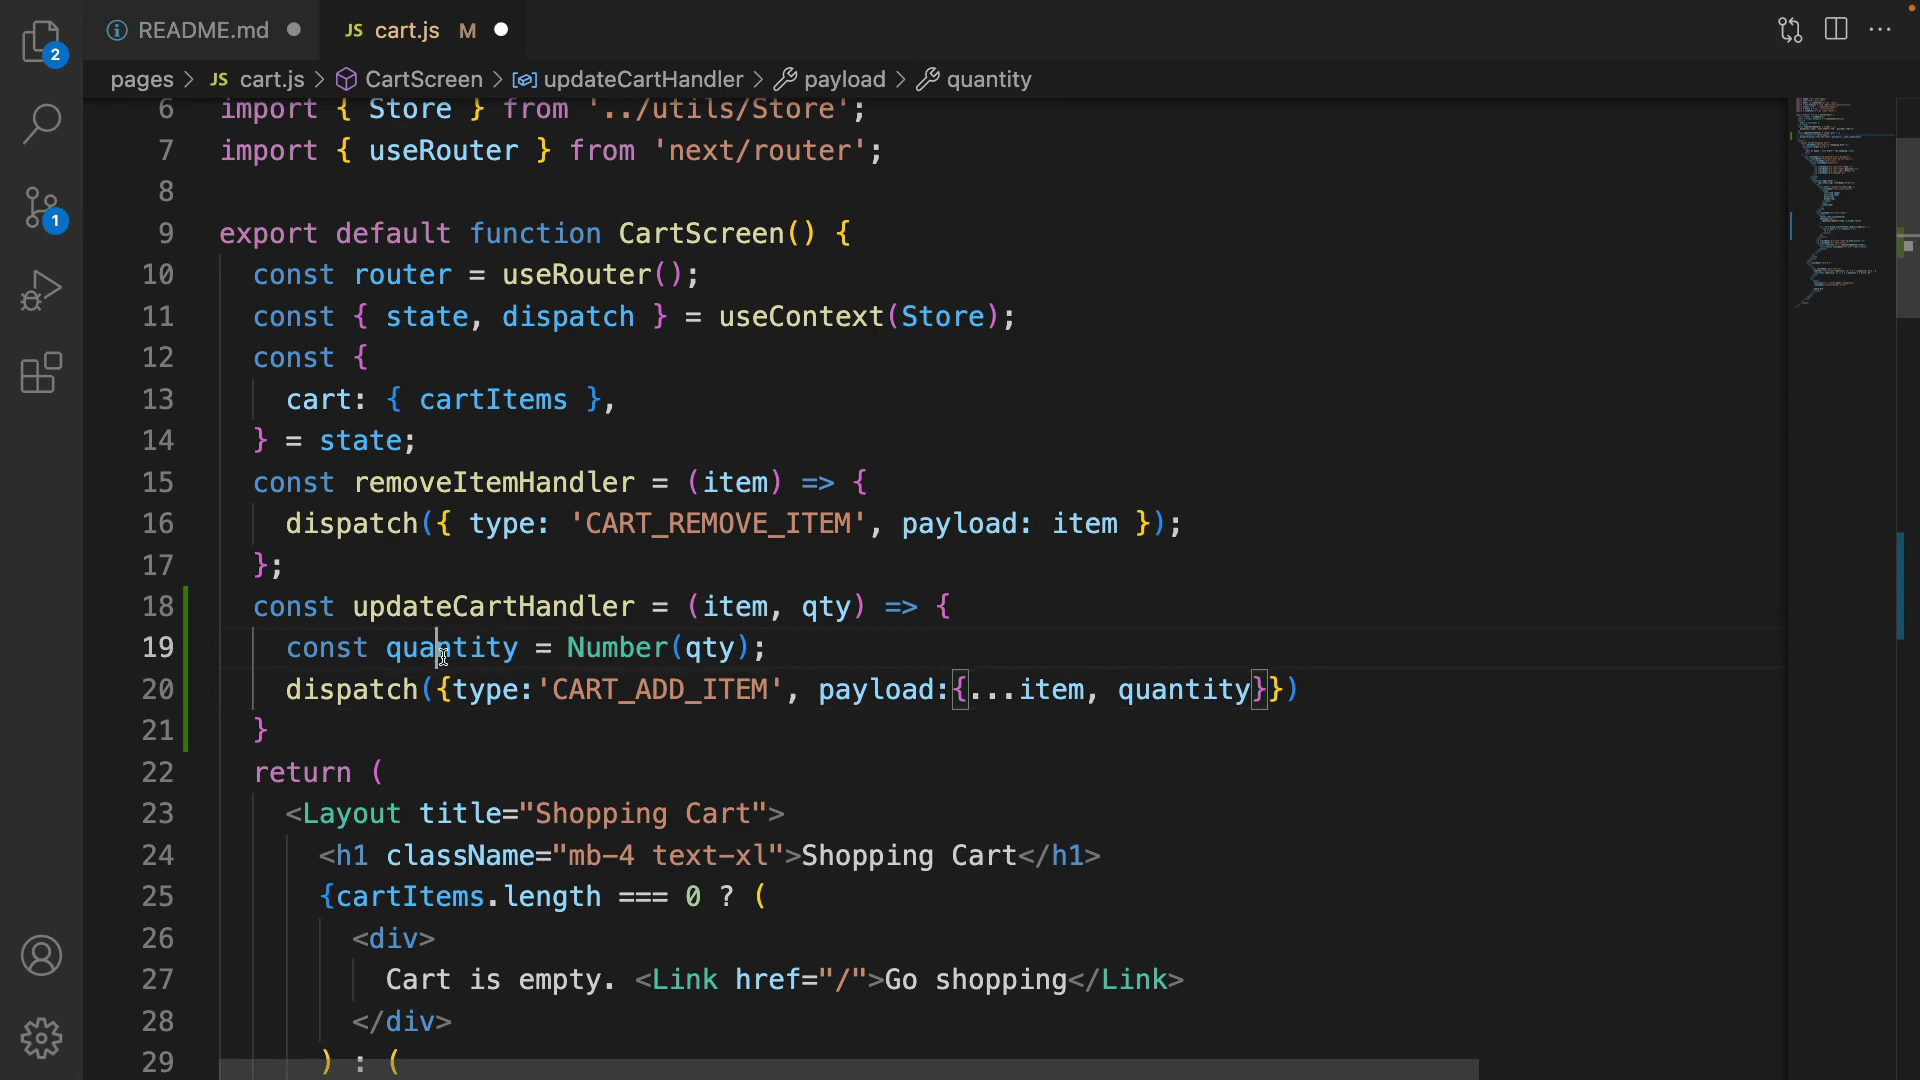 README.md
JS cart.js M
2
pages > JS cart.js > CartScreen > updateCartHandler > payload > quantity
6 import { Store } from '../utils/Store';
7 import { useRouter } from 'next/router';
8
9 export default function CartScreen() {
10 const router = useRouter();
11 const { state, dispatch } = useContext(Store);
12 const {
13 cart: { cartItems },
14 } = state;
15 const removeItemHandler = (item) => {
16 dispatch({ type: 'CART_REMOVE_ITEM', payload: item });
17 };
18 const updateCartHandler = (item, qty) => {
19 const quantity = Number(qty);
20 dispatch({type:'CART_ADD_ITEM', payload:{...item, quantity}})
21 }
22 return (
23 <Layout title="Shopping Cart">
24 <h1 className="mb-4 text-xl">Shopping Cart</h1>
25 {cartItems.length === 0 ? (
26 <div>
27 Cart is empty. <Link href="/">Go shopping</Link>
28 </div>
29 ) : (
1